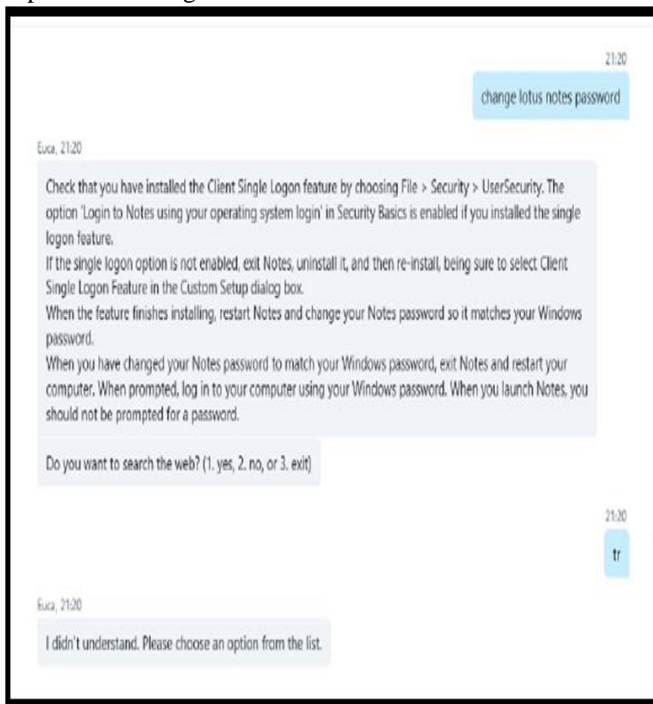 21:20
change lotus notes password
Euca, 21:20
Check that you have installed the Client Single Logon feature by choosing File > Security > UserSecurity. The
option 'Login to Notes using your operating system login' in Security Basics is enabled if you installed the single
logon feature.
If the single logon option is not enabled, exit Notes, uninstall it, and then re-install, being sure to select Client
Single Logon Feature in the Custom Setup dialog box.
When the feature finishes installing, restart Notes and change your Notes password so it matches your Windows
password.
When you have changed your Notes password to match your Windows password, exit Notes and restart your
computer. When prompted, log in to your computer using your Windows password. When you launch Notes, you
should not be prompted for a password.
Do you want to search the web? (1. yes, 2. no, or 3. exit)
21:20
tr
Euca, 21:20
I didn't understand. Please choose an option from the list.